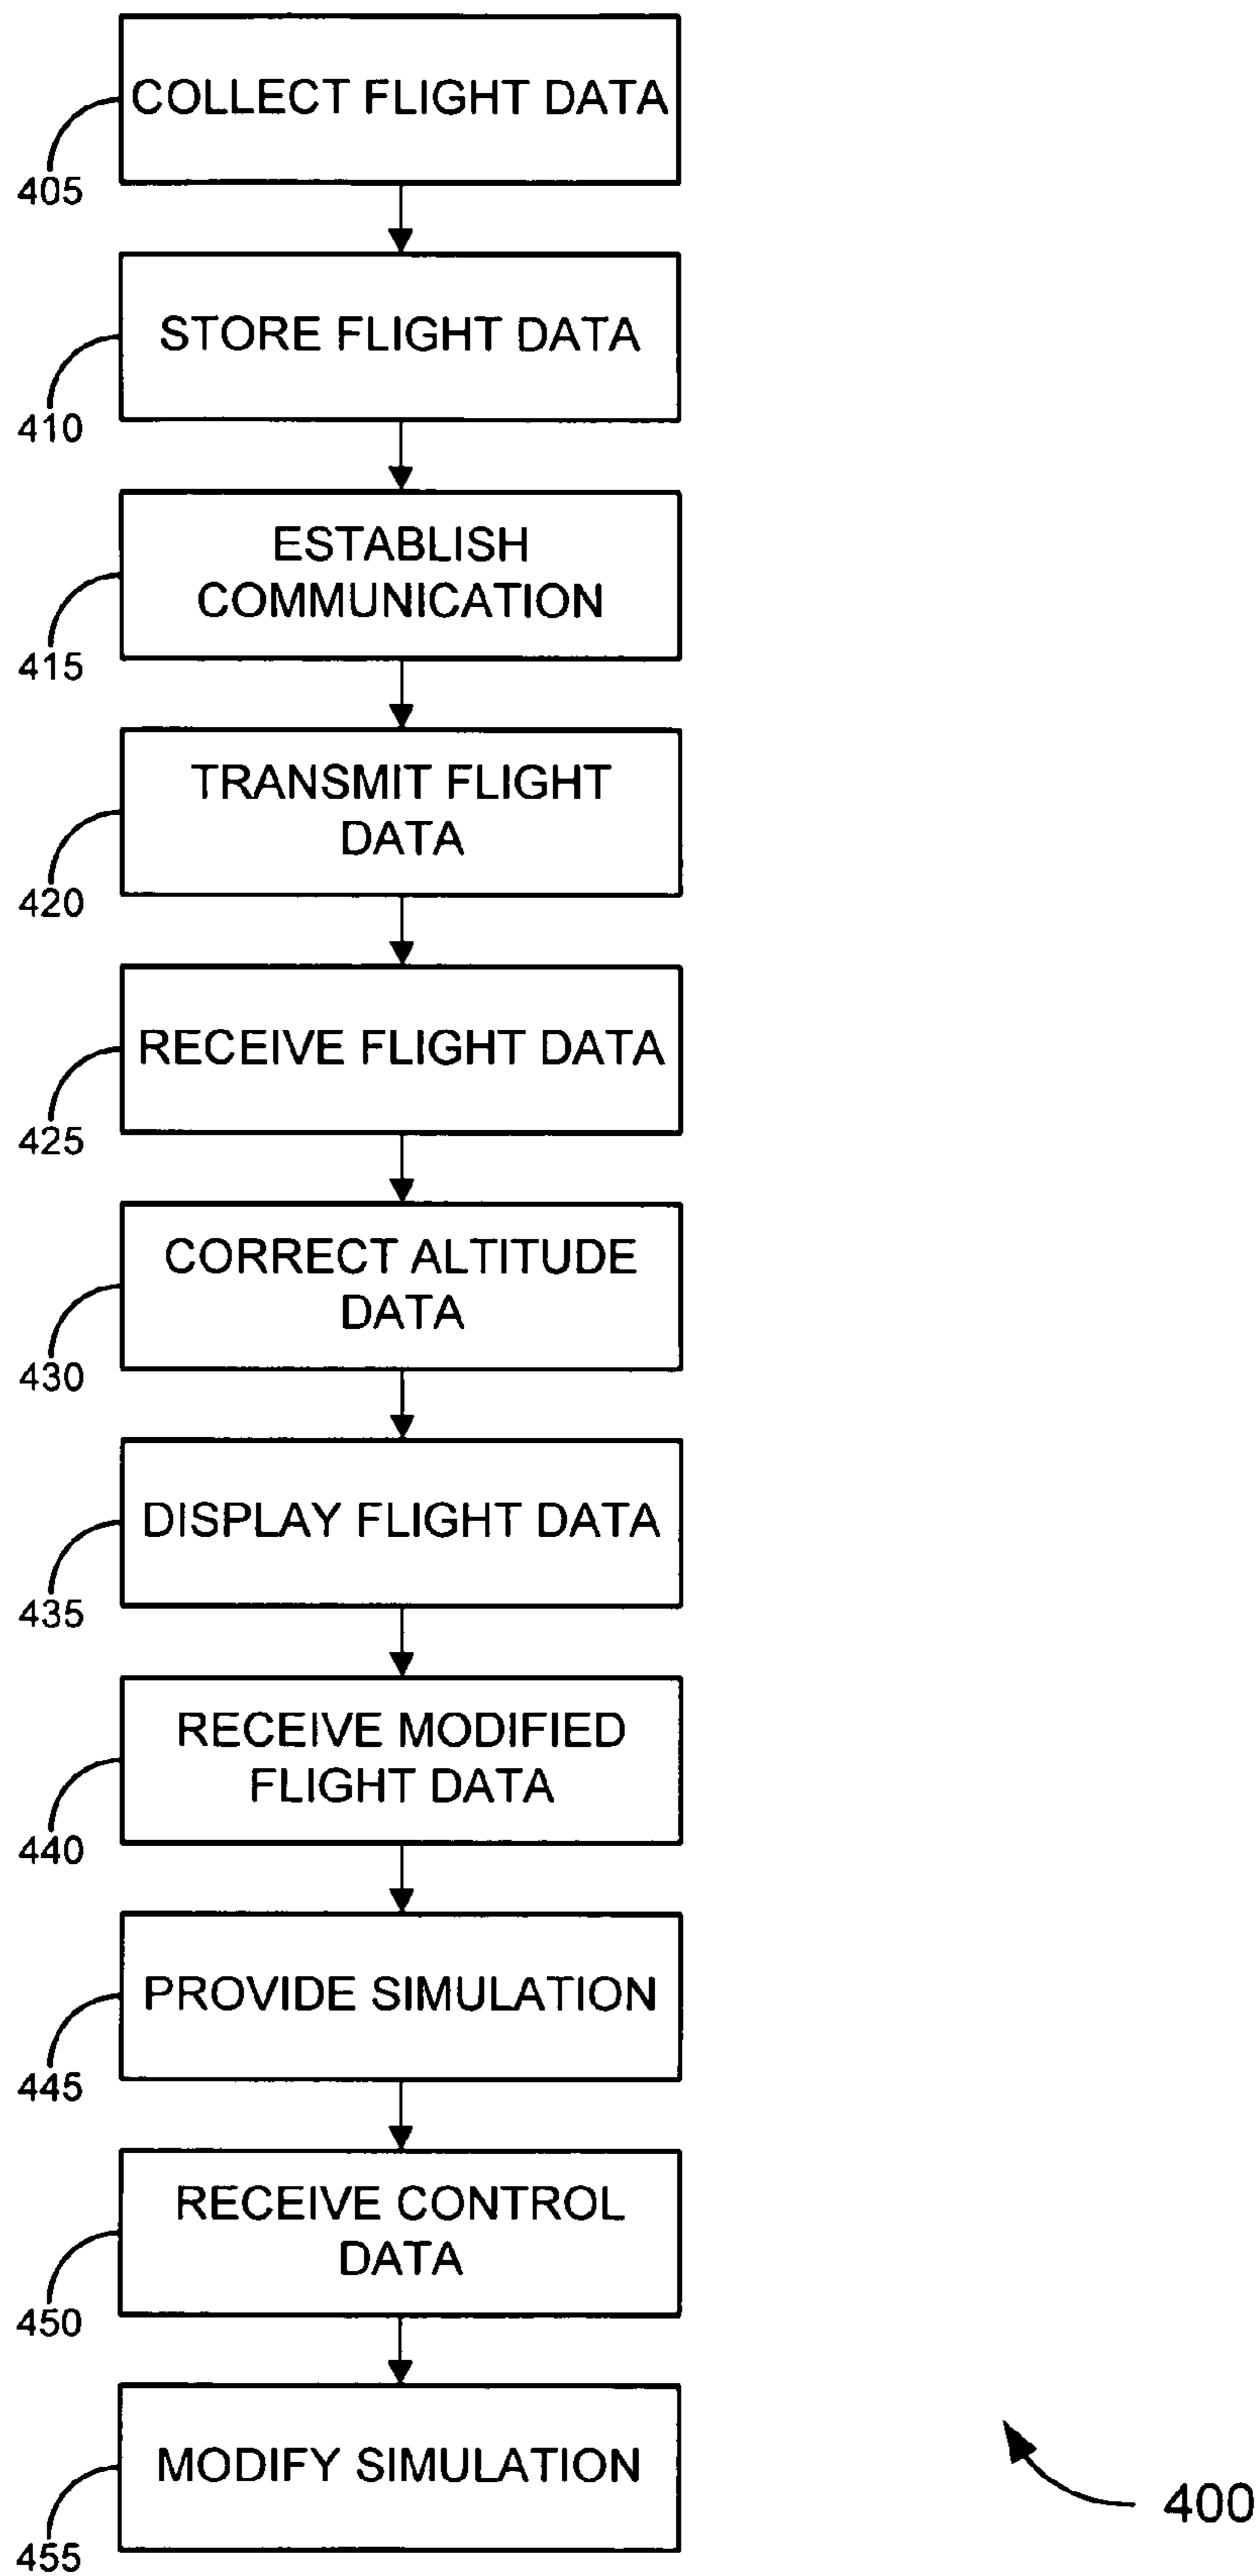 COLLECT FLIGHT DATA
405
STORE FLIGHT DATA
410
ESTABLISH
COMMUNICATION
415
TRANSMIT FLIGHT
DATA
420
RECEIVE FLIGHT DATA
425
CORRECT ALTITUDE
DATA
430
DISPLAY FLIGHT DATA
435
RECEIVE MODIFIED
FLIGHT DATA
440
PROVIDE SIMULATION
445
RECEIVE CONTROL
DATA
450
MODIFY SIMULATION
455
400